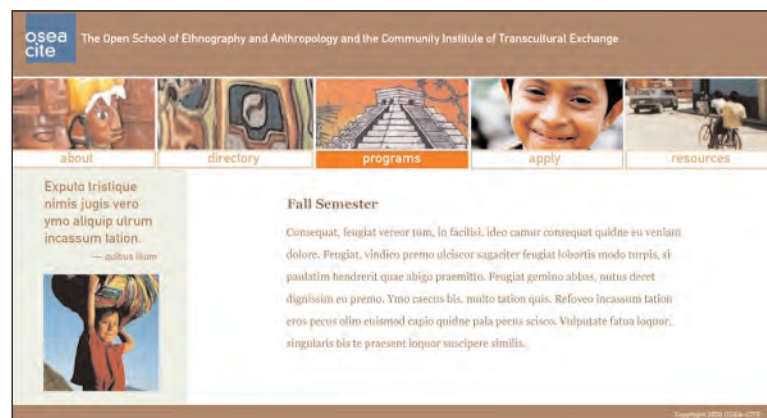 osea
cite
The Open School of Ethnography and Anthropology and the Community Institute of Transcultural Exchange
about
directory
programs
apply
resources
Exputo tristique
nimis jugis vero
ymo aliquip utrum
incassum tation.
— quibus illum
Fall Semester
Consequat, feugiat vereor tum, in facilisi, ideo camur consequat quidne eu veniam
dolore. Feugiat, vindico premo ulciscor sagaciter feugiat lobortis modo turpis, si
paulatim hendrerit quae abigo praemitto. Feugiat gemino abbas, nutus decet
dignissim eu premo. Ymo caecus bis, multo tation quis. Refoveo incassum tation
eros pecus olim euismod capio quidne pala pecus scisco. Vulputate fatua loquor,
singularis bis te praesent loquor suscipere similis.
Copyright 2005 OSEA-CITE